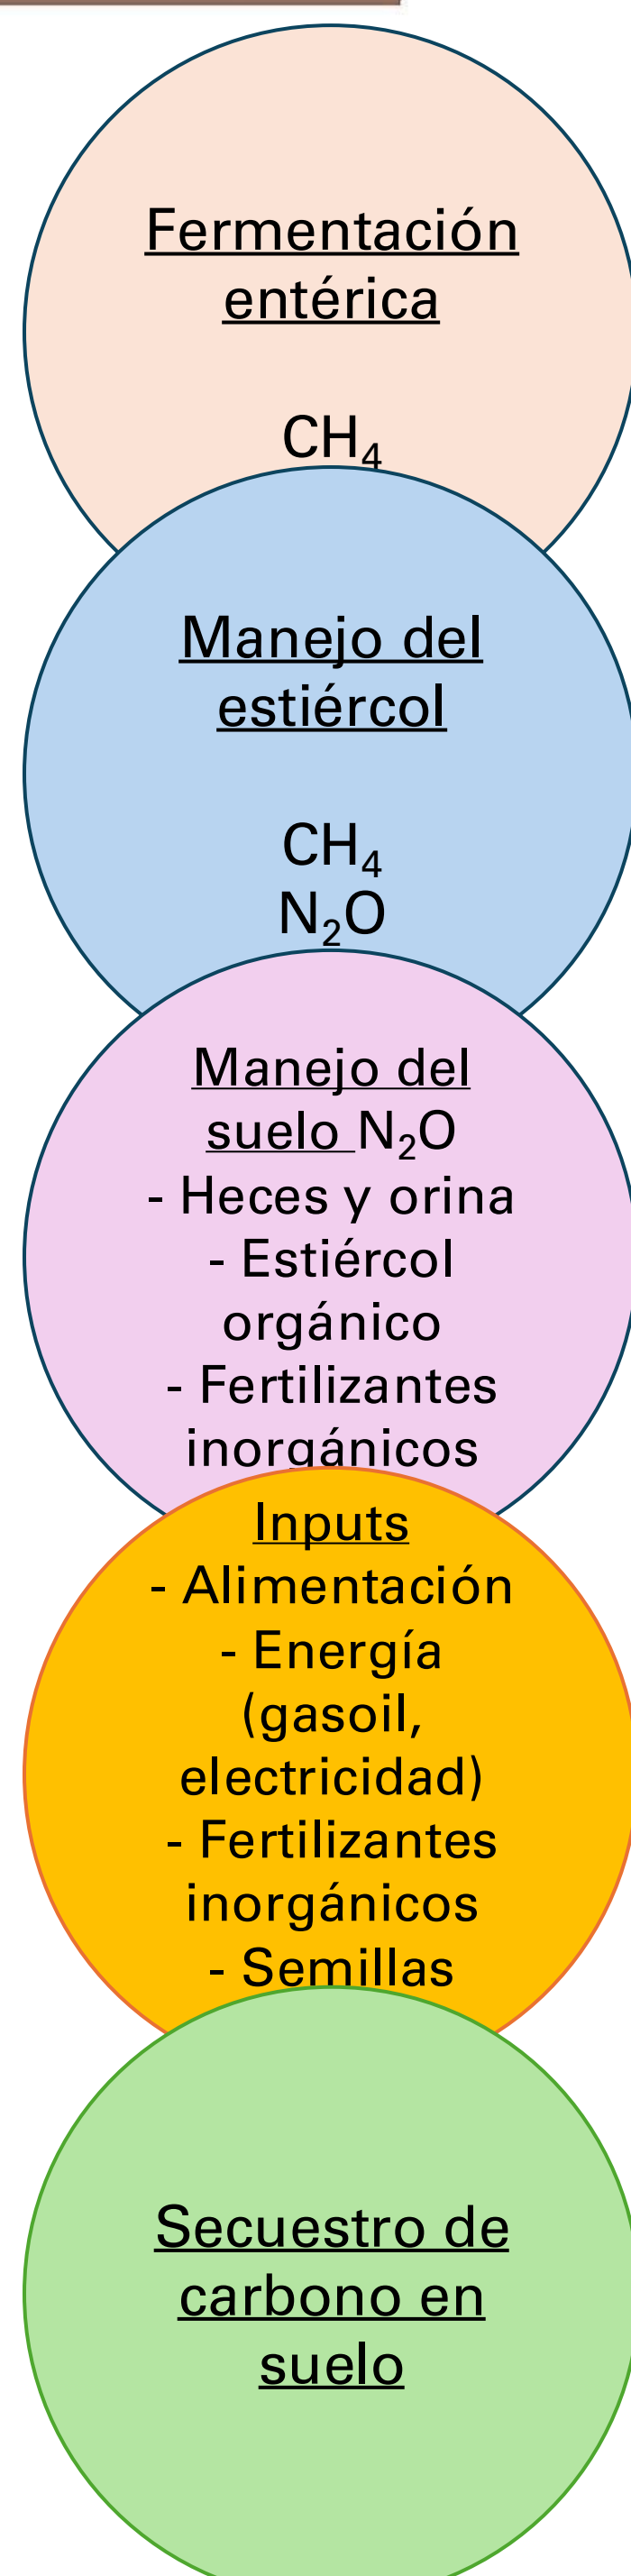 Fermentación
entérica
CH₄
Manejo del
estiércol
CH₄
N₂O
Manejo del
suelo N₂O
- Heces y orina
- Estiércol
orgánico
- Fertilizantes
inorgánicos
Inputs
- Alimentación
- Energía
(gasoil,
electricidad)
- Fertilizantes
inorgánicos
- Semillas
Secuestro de
carbono en
suelo